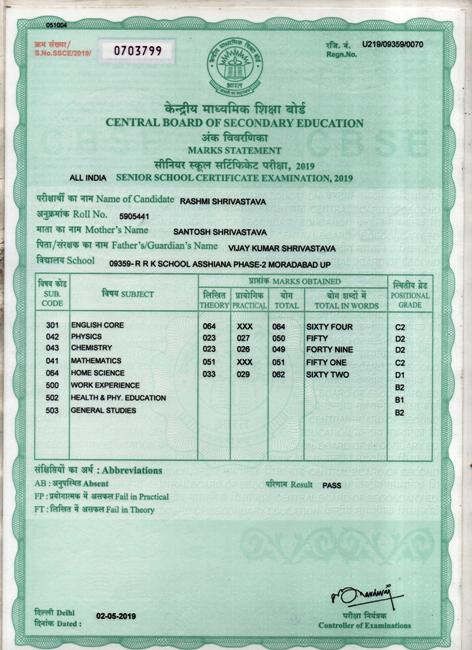 051004
क्रम संख्या/
S.No.SSCE/2019/ 0703799
रजि. नं. U219/09359/0070
Regn.No.
भारत
केन्द्रीय माध्यमिक शिक्षा बोर्ड
CENTRAL BOARD OF SECONDARY EDUCATION
अंक विवरणिका
MARKS STATEMENT
सीनियर स्कूल सर्टिफिकेट परीक्षा, 2019
ALL INDIA SENIOR SCHOOL CERTIFICATE EXAMINATION, 2019
परीक्षार्थी का नाम Name of Candidate RASHMI SHRIVASTAVA
अनुक्रमांक Roll No. 5905441
माता का नाम Mother's Name SANTOSH SHRIVASTAVA
पिता/संरक्षक का नाम Father's/Guardian's Name VIJAY KUMAR SHRIVASTAVA
विद्यालय School 09359- R R K SCHOOL ASSHIANA PHASE-2 MORADABAD UP
विषय कोड SUB. CODE विषय SUBJECT प्राप्तांक MARKS OBTAINED स्थितीय ग्रेड POSITIONAL GRADE
लिखित THEORY प्रायोगिक PRACTICAL योग TOTAL योग शब्दों में TOTAL IN WORDS
301 ENGLISH CORE 064 XXX 064 SIXTY FOUR C2
042 PHYSICS 023 027 050 FIFTY D2
043 CHEMISTRY 023 026 049 FORTY NINE D2
041 MATHEMATICS 051 XXX 051 FIFTY ONE C2
064 HOME SCIENCE 033 029 062 SIXTY TWO D1
500 WORK EXPERIENCE B2
502 HEALTH & PHY. EDUCATION B1
503 GENERAL STUDIES B2
संक्षिप्तियों का अर्थ : Abbreviations
AB : अनुपस्थित Absent परिणाम Result PASS
FP : प्रयोगात्मक में असफल Fail in Practical
FT : लिखित में असफल Fail in Theory
दिल्ली Delhi
दिनांक Dated : 02-05-2019
परीक्षा नियंत्रक
Controller of Examinations